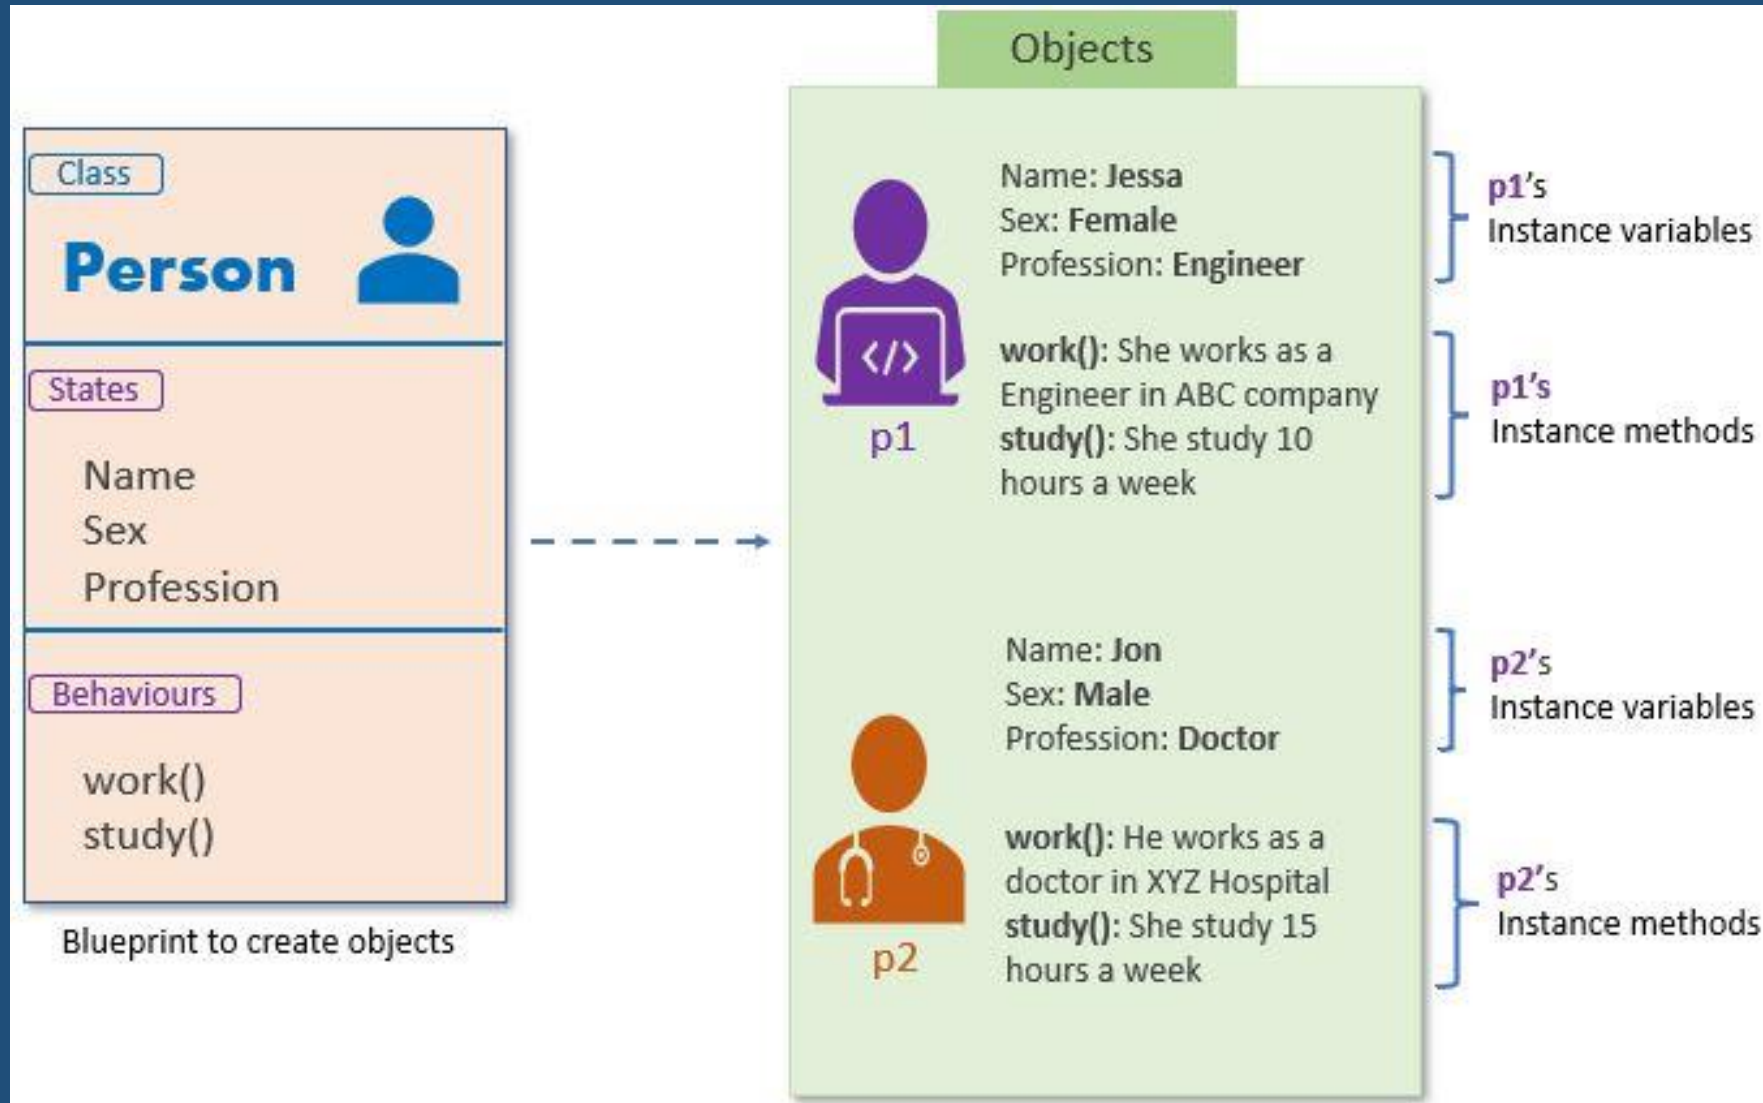 Class
Person
States
Name
Sex
Profession
Behaviours
work()
study()
Blueprint to create objects
Objects
</>
p1
Name: Jessa
Sex: Female
Profession: Engineer
work(): She works as a
Engineer in ABC company
study(): She study 10
hours a week
p1's
Instance variables
p1's
Instance methods
p2
Name: Jon
Sex: Male
Profession: Doctor
work(): He works as a
doctor in XYZ Hospital
study(): She study 15
hours a week
p2's
Instance variables
p2's
Instance methods